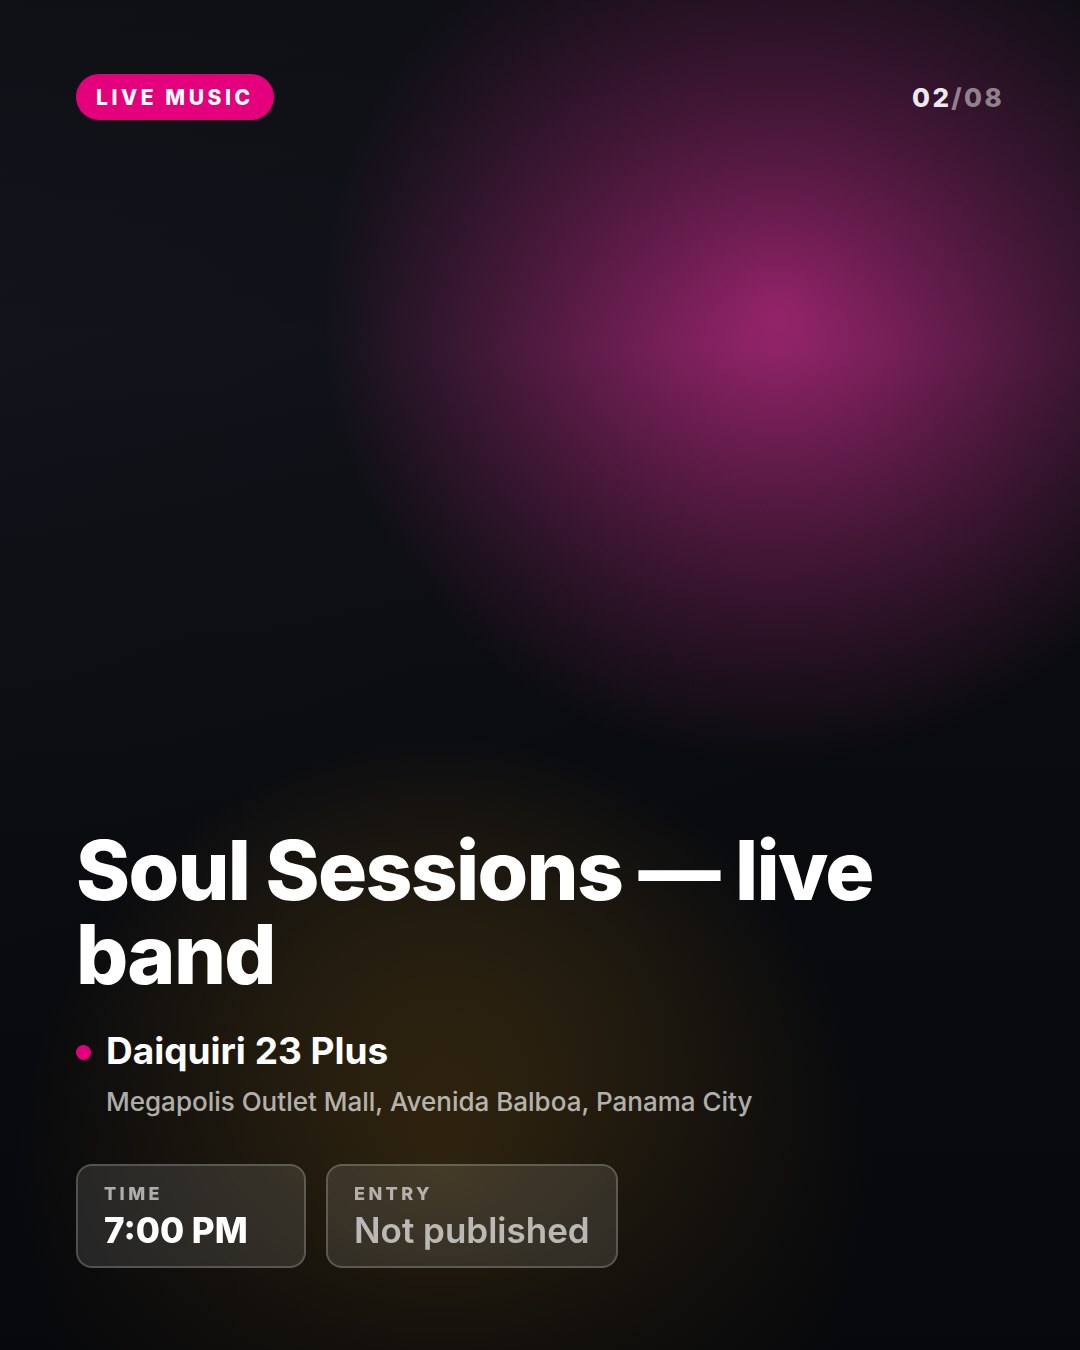 LIVE MUSIC
02/08
Soul Sessions — live
band
Daiquiri 23 Plus
Megapolis Outlet Mall, Avenida Balboa, Panama City
TIME
7:00 PM
ENTRY
Not published